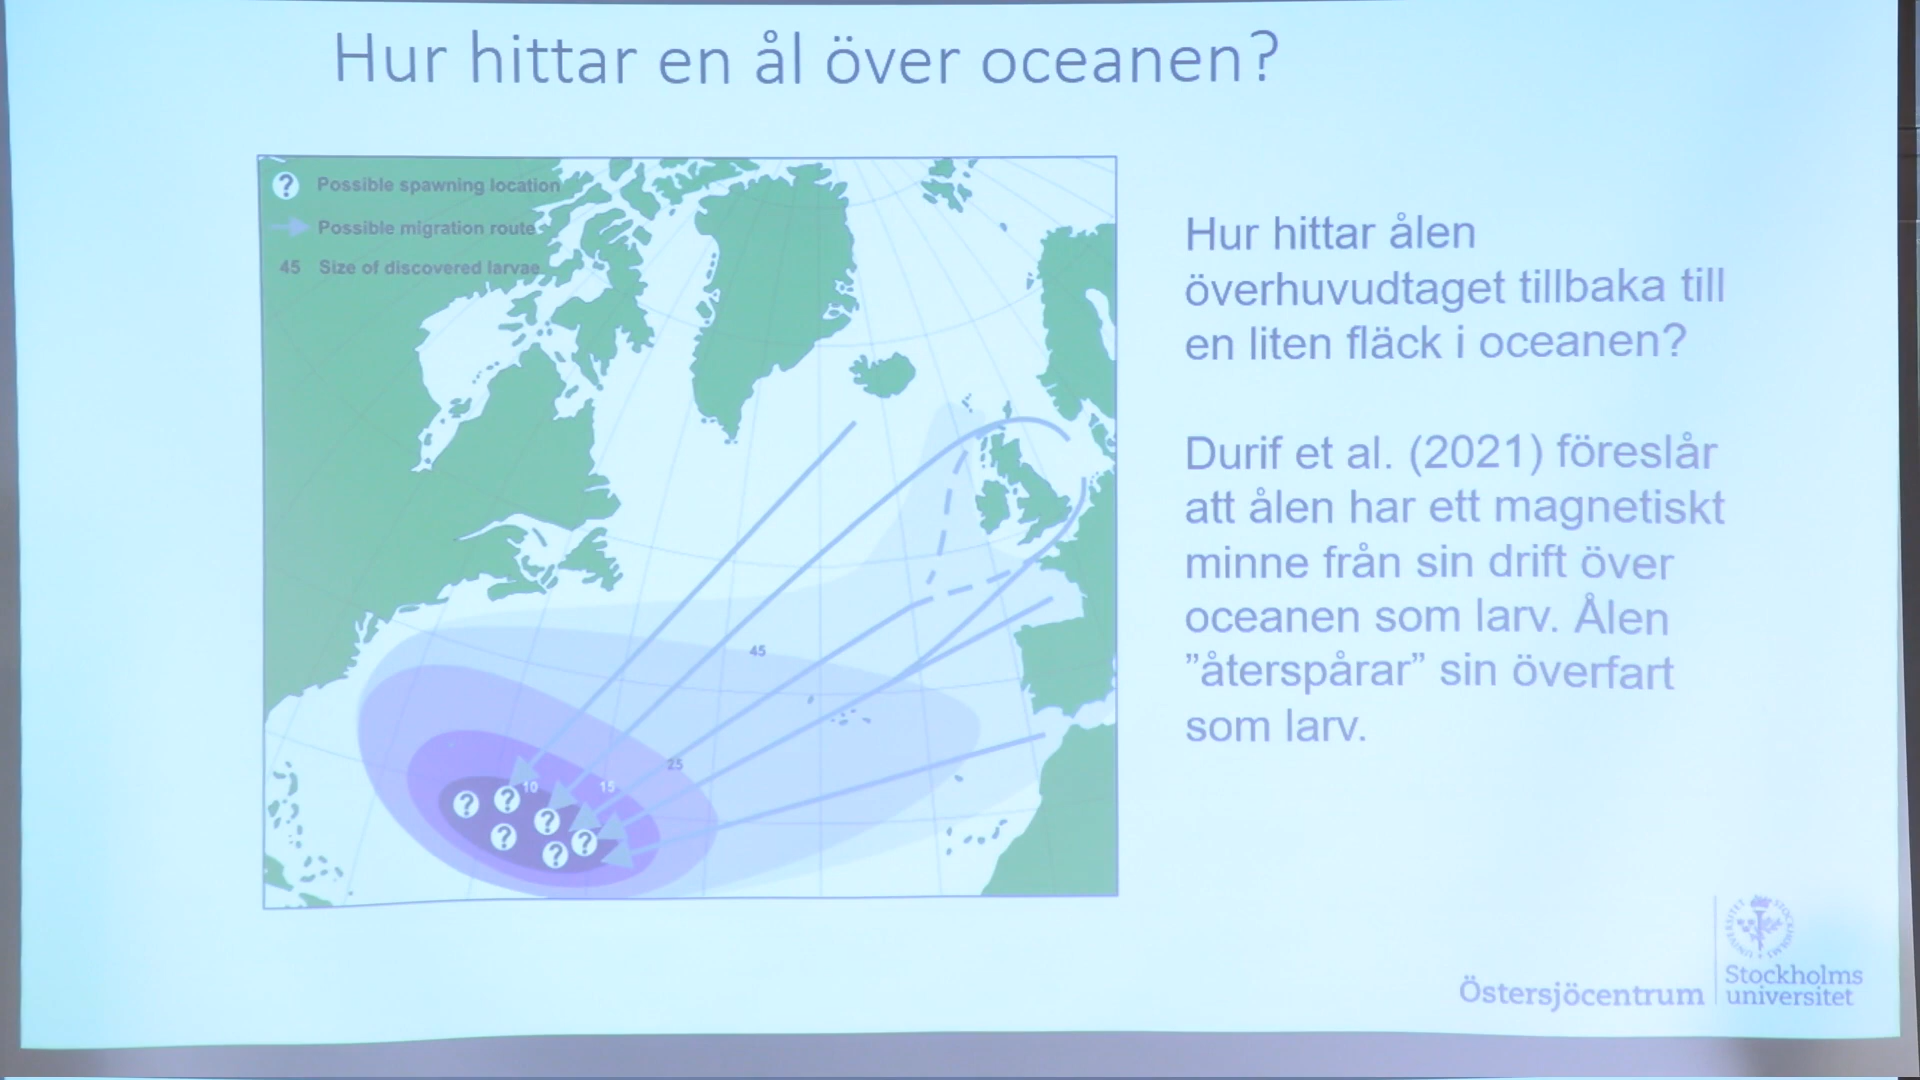 Hur hittar en ål över oceanen?
? Possible spawning location
Possible migration route
45 Size of discovered larvae
Hur hittar ålen
överhuvudtaget tillbaka till
en liten fläck i oceanen?
Durif et al. (2021) föreslår
att ålen har ett magnetiskt
minne från sin drift över
oceanen som larv. Ålen
”återspårar” sin överfart
som larv.
45
25
10
15
? ? ? ? ? ?
Östersjöcentrum
Stockholms
universitet